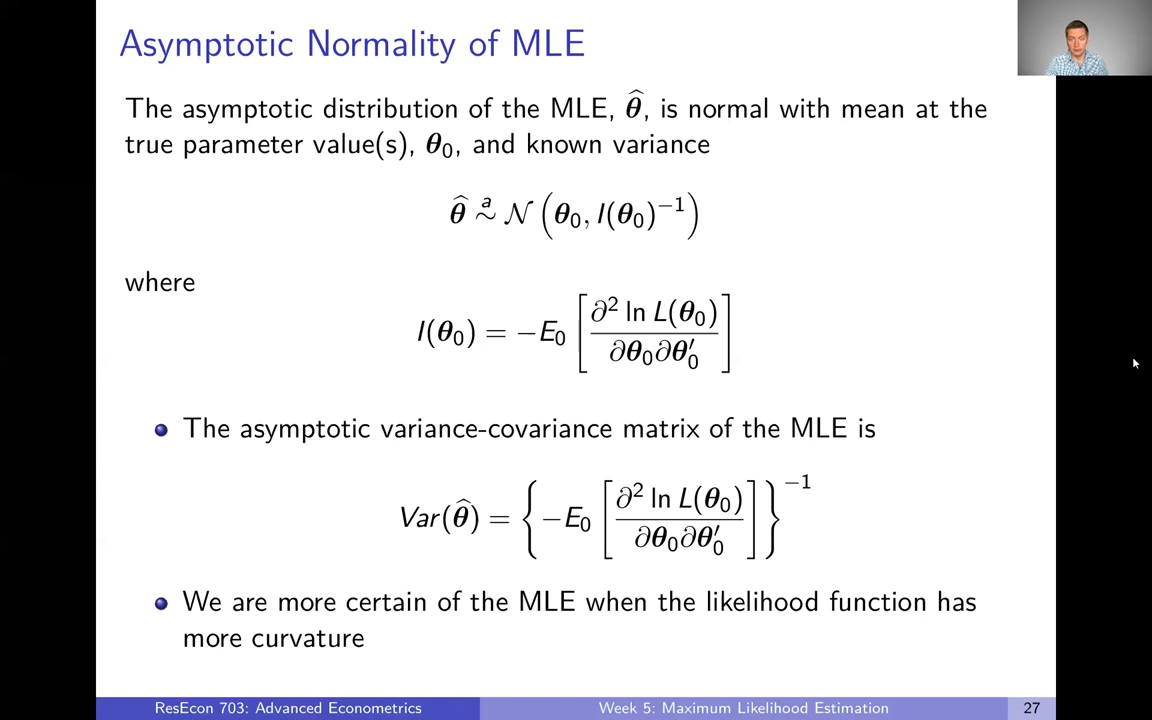 Asymptotic Normality of MLE
The asymptotic distribution of the MLE, θ̂, is normal with mean at the
true parameter value(s), θ₀, and known variance
θ̂ ~ᵃ 𝒩 (θ₀, I(θ₀)⁻¹)
where
I(θ₀) = −E₀ [∂² ln L(θ₀) / ∂θ₀∂θ₀′]
The asymptotic variance-covariance matrix of the MLE is
Var(θ̂) = {−E₀ [∂² ln L(θ₀) / ∂θ₀∂θ₀′]}⁻¹
We are more certain of the MLE when the likelihood function has
more curvature
ResEcon 703: Advanced Econometrics Week 5: Maximum Likelihood Estimation 27